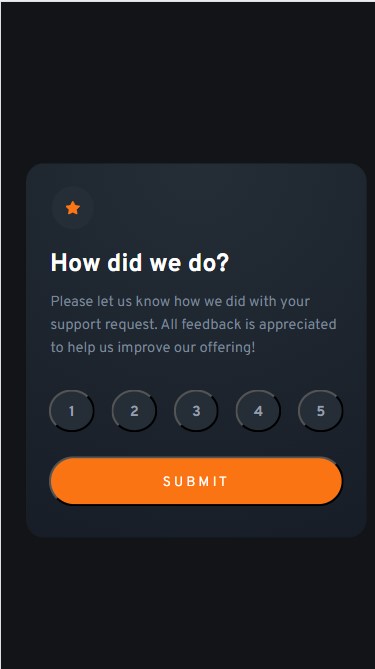 How did we do?
Please let us know how we did with your
support request. All feedback is appreciated
to help us improve our offering!
1 2 3 4 5
SUBMIT